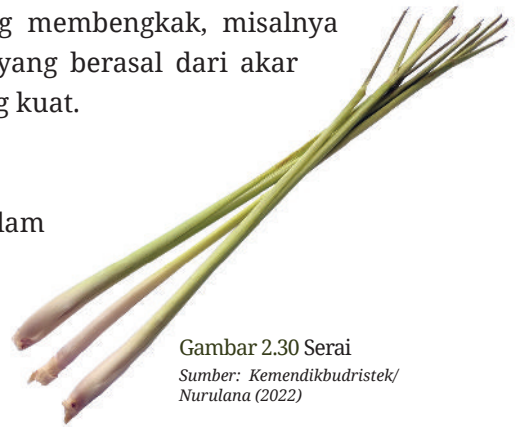 g membengkak, misalnya
yang berasal dari akar
g kuat.
lam
Gambar 2.30 Serai
Sumber: Kemendikbudristek/
Nurulana (2022)